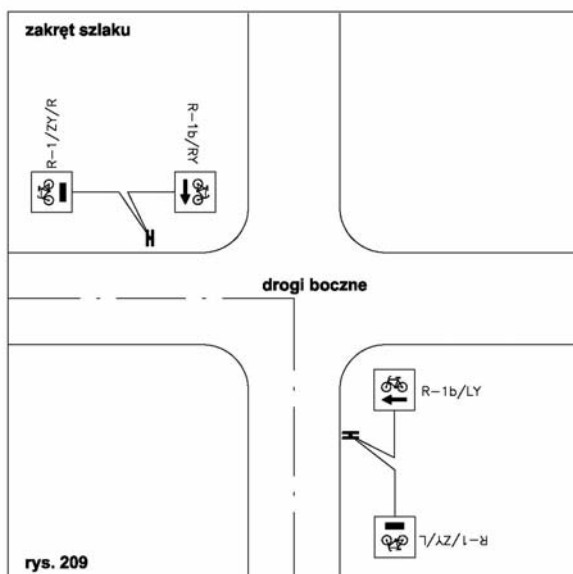 zakręt szlaku
R-1/ZY/R
R-1b/RY
drogi boczne
R-1b/LY
R-1/ZY/L
rys. 209